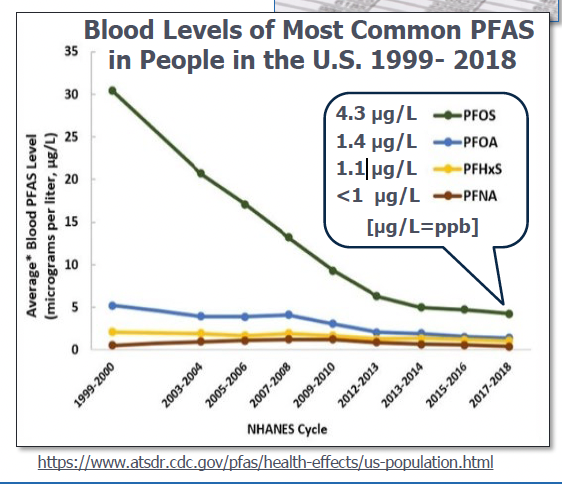 Blood Levels of Most Common PFAS
in People in the U.S. 1999- 2018
Average* Blood PFAS Level
(micrograms per liter, µg/L)
35
30
25
20
15
10
5
0
4.3 µg/L PFOS
1.4 µg/L PFOA
1.1 µg/L PFHxS
<1 µg/L PFNA
[µg/L=ppb]
1999-2000
2003-2004
2005-2006
2007-2008
2009-2010
2012-2013
2013-2014
2015-2016
2017-2018
NHANES Cycle
https://www.atsdr.cdc.gov/pfas/health-effects/us-population.html